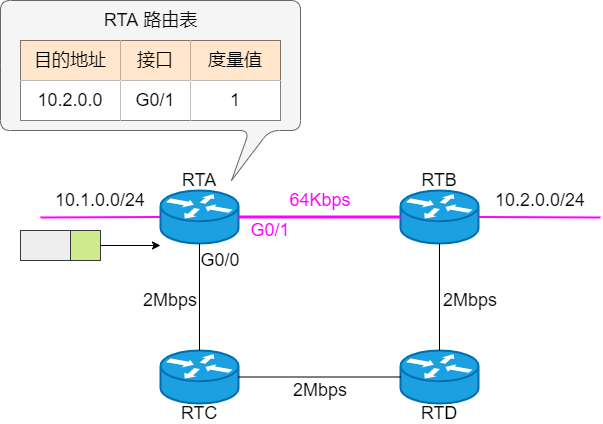 RTA 路由表
目的地址 接口 度量值
10.2.0.0 G0/1 1
RTA
RTB
10.1.0.0/24
64Kbps
10.2.0.0/24
G0/1
G0/0
2Mbps
2Mbps
2Mbps
RTC
RTD